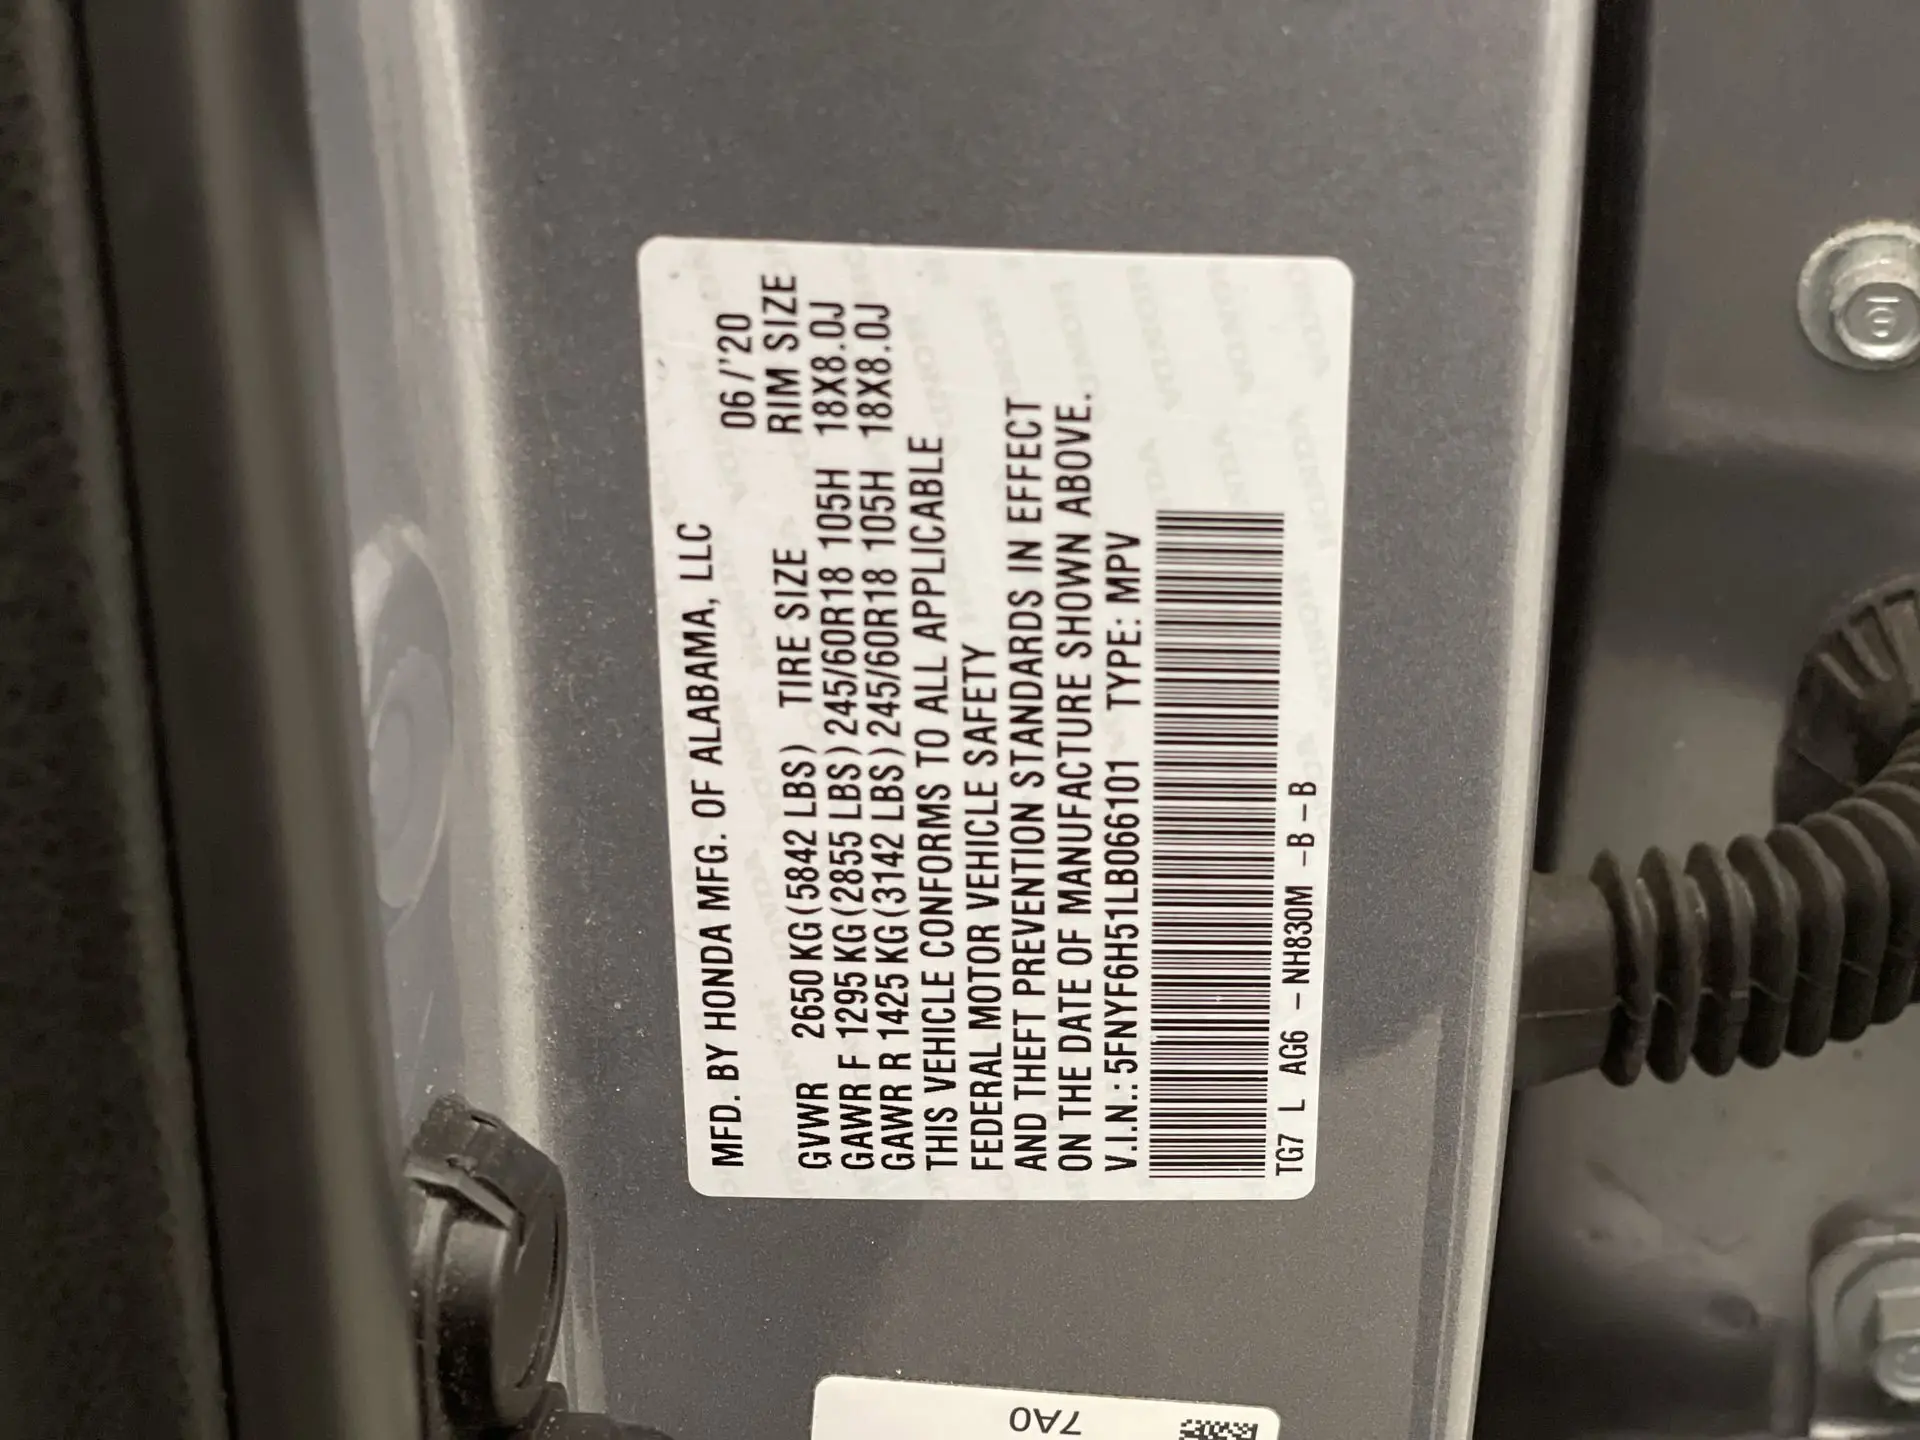 MFD. BY HONDA MFG. OF ALABAMA, LLC
06/'20
GVWR 2650 KG(5842 LBS) TIRE SIZE RIM SIZE
GAWR F 1295 KG(2855 LBS)245/60R18 105H 18X8.0J
GAWR R 1425 KG(3142 LBS)245/60R18 105H 18X8.0J
THIS VEHICLE CONFORMS TO ALL APPLICABLE
FEDERAL MOTOR VEHICLE SAFETY
AND THEFT PREVENTION STANDARDS IN EFFECT
ON THE DATE OF MANUFACTURE SHOWN ABOVE.
V.I.N.: 5FNYF6H51LB066101 TYPE: MPV
TG7 L AG6 -NH830M -B-B
7A0